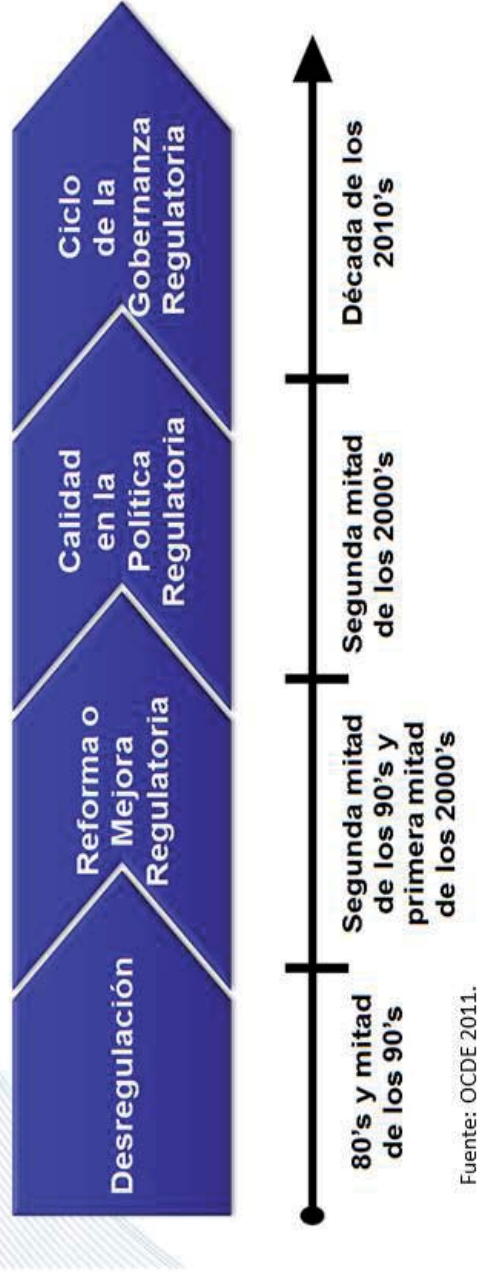 Desregulación
Reforma o
Mejora
Regulatoria
Calidad
en la
Política
Regulatoria
Ciclo
de la
Gobernanza
Regulatoria
80's y mitad
de los 90's
Segunda mitad
de los 90's y
primera mitad
de los 2000's
Segunda mitad
de los 2000's
Década de los
2010's
Fuente: OCDE 2011.